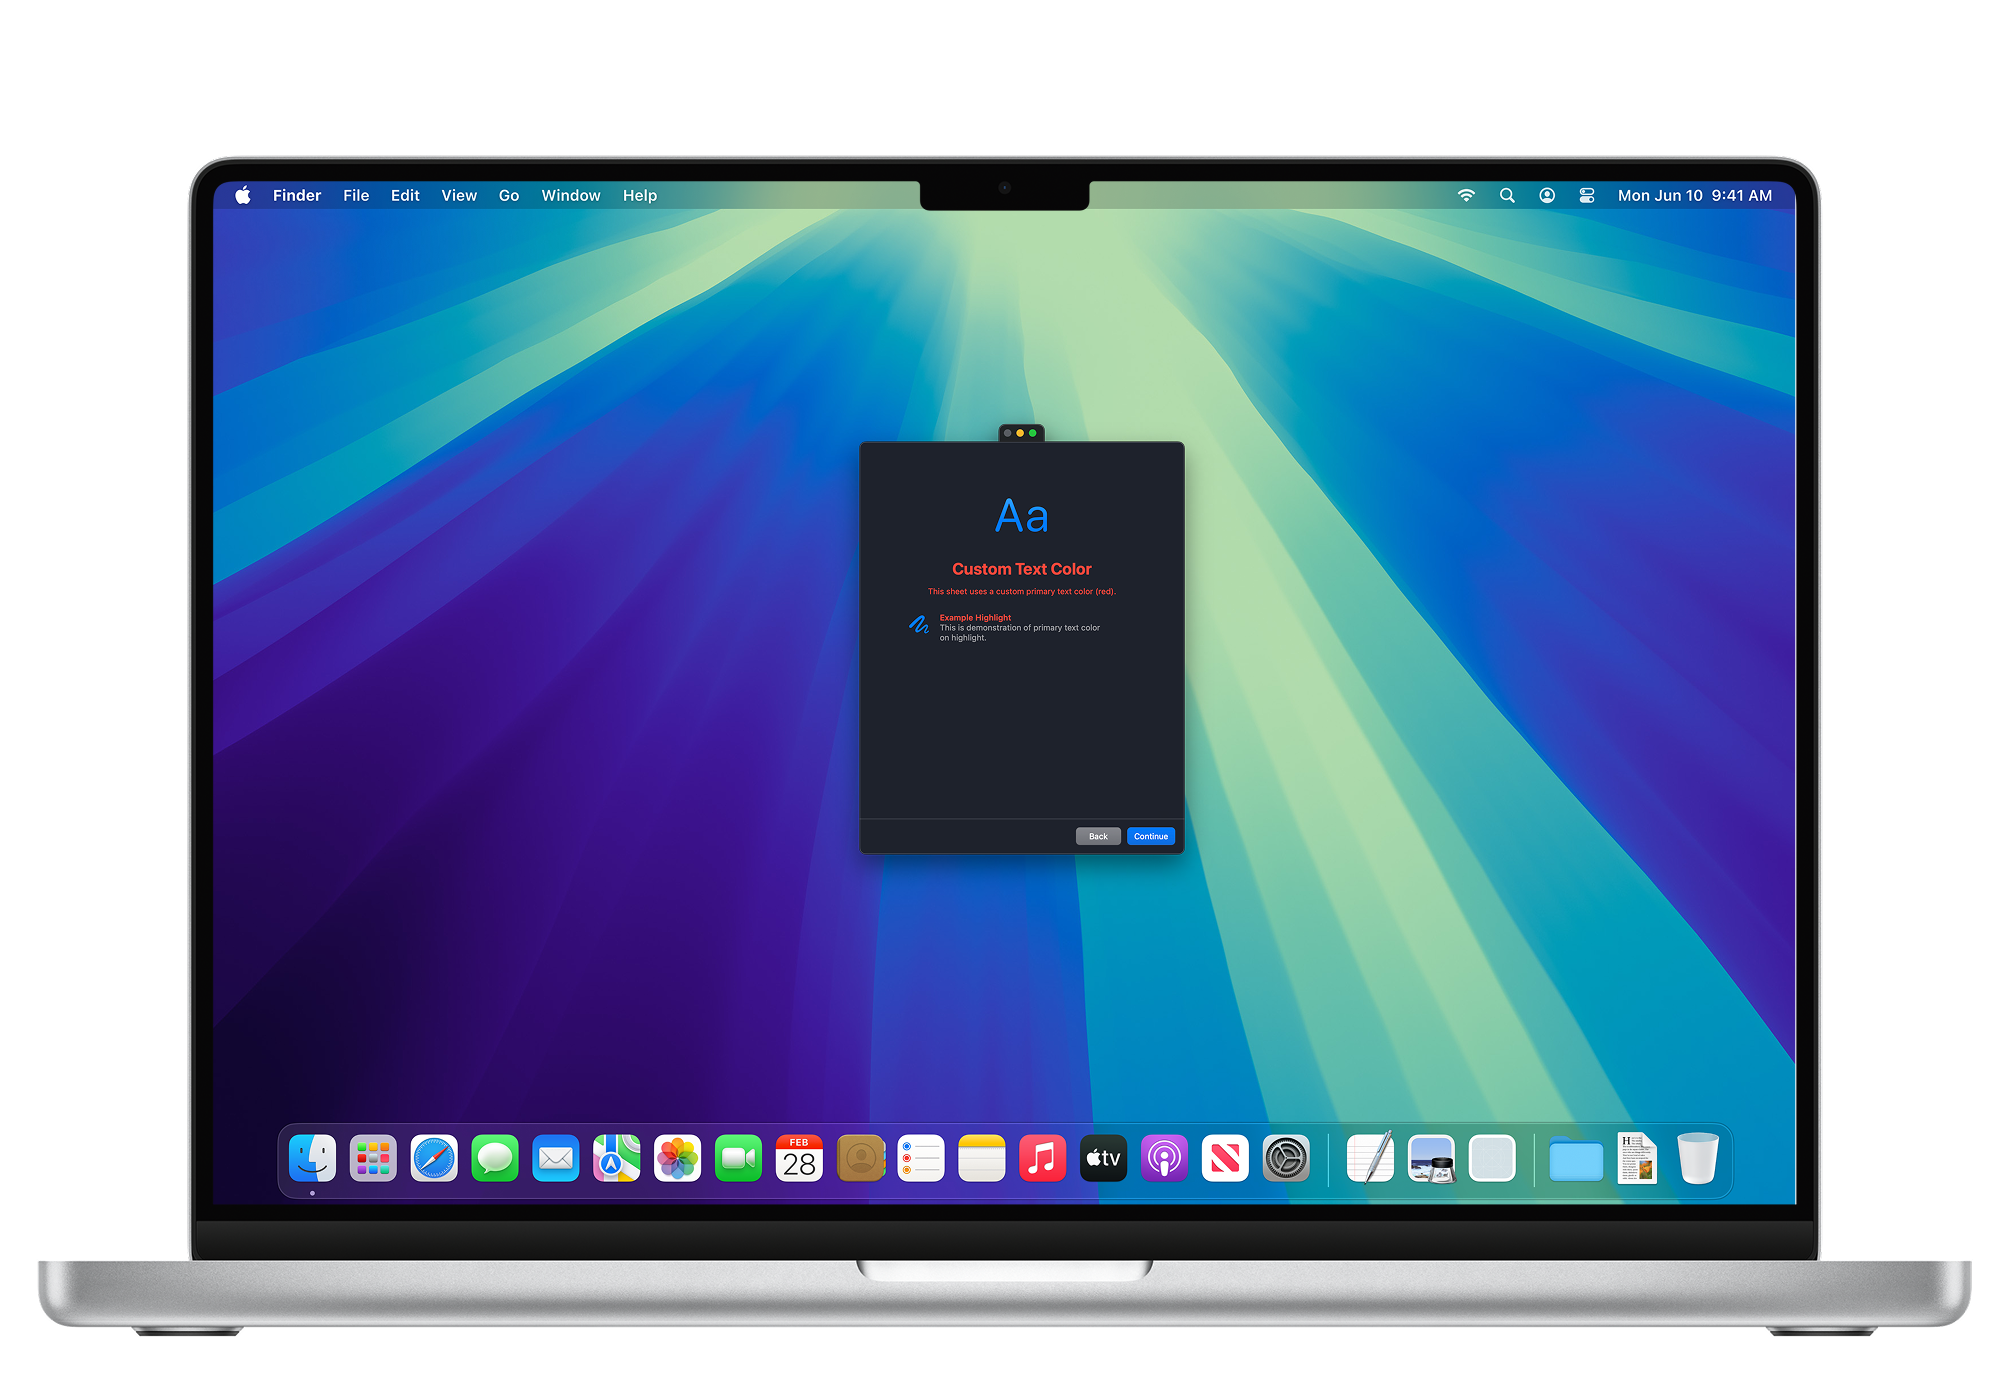 Finder File Edit View Go Window Help Mon Jun 10 9:41 AM
Aa
Custom Text Color
This sheet uses a custom primary text color (red).
Example Highlight
This is demonstration of primary text color
on highlight.
Back Continue
FEB
28
tv